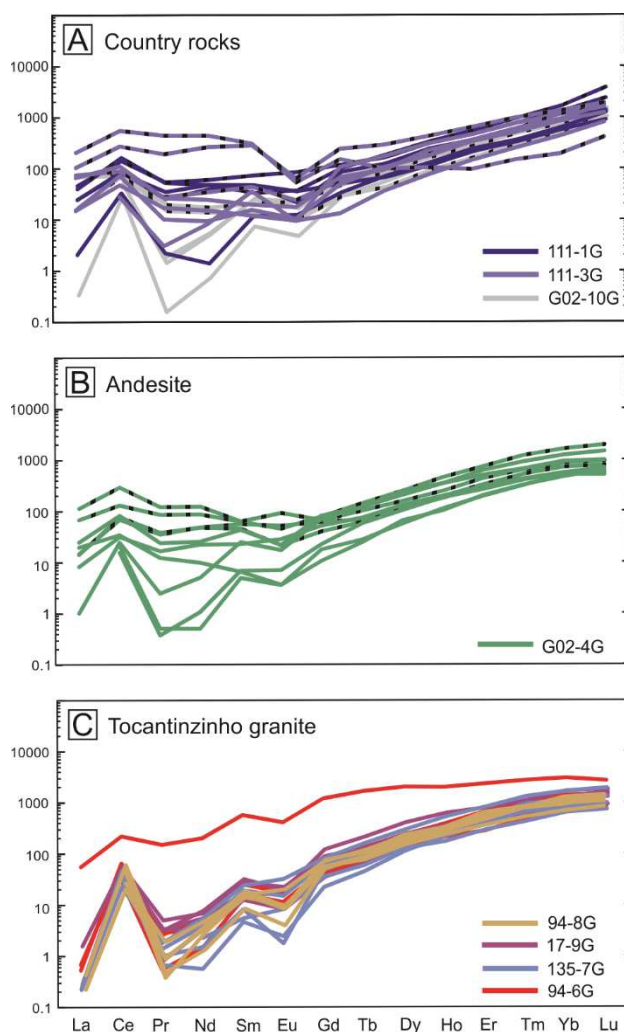 A Country rocks
10000
1000
100
10
1
0.1
111-1G
111-3G
G02-10G
B Andesite
10000
1000
100
10
1
0.1
G02-4G
C Tocantinzinho granite
10000
1000
100
10
1
0.1
94-8G
17-9G
135-7G
94-6G
La Ce Pr Nd Sm Eu Gd Tb Dy Ho Er Tm Yb Lu